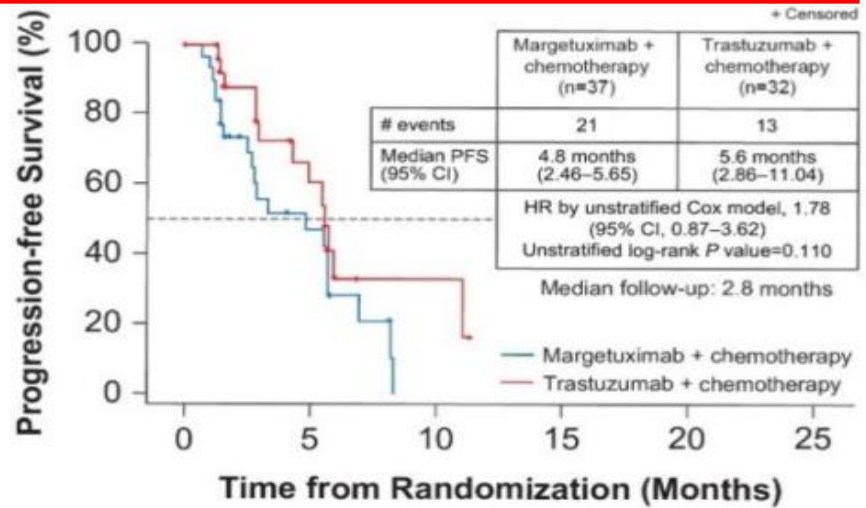 + Censored
Progression-free Survival (%)
100
80
60
40
20
0
Margetuximab +
chemotherapy
(n=37)
Trastuzumab +
chemotherapy
(n=32)
# events
21
13
Median PFS
(95% CI)
4.8 months
(2.46–5.65)
5.6 months
(2.86–11.04)
HR by unstratified Cox model, 1.78
(95% CI, 0.87–3.62)
Unstratified log-rank P value=0.110
Median follow-up: 2.8 months
Margetuximab + chemotherapy
Trastuzumab + chemotherapy
0 5 10 15 20 25
Time from Randomization (Months)